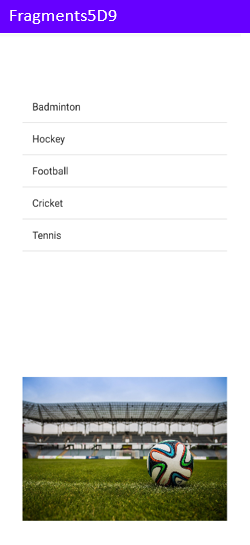 Fragments5D9
Badminton
Hockey
Football
Cricket
Tennis